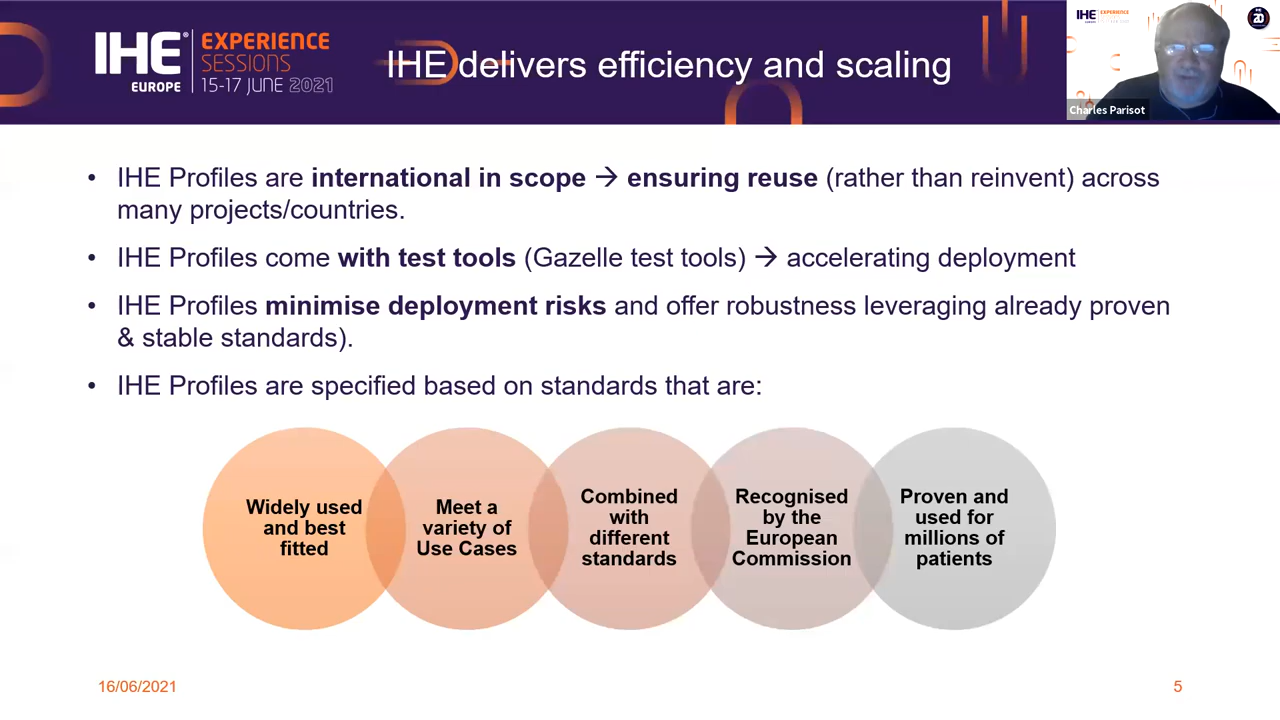 IHE® EUROPE
EXPERIENCE
SESSIONS
15-17 JUNE 2021
IHE delivers efficiency and scaling
IHE EXPERIENCE
Charles Parisot
• IHE Profiles are international in scope → ensuring reuse (rather than reinvent) across
many projects/countries.
• IHE Profiles come with test tools (Gazelle test tools) → accelerating deployment
• IHE Profiles minimise deployment risks and offer robustness leveraging already proven
& stable standards).
• IHE Profiles are specified based on standards that are:
Widely used
and best
fitted
Meet a
variety of
Use Cases
Combined
with
different
standards
Recognised
by the
European
Commission
Proven and
used for
millions of
patients
16/06/2021
5